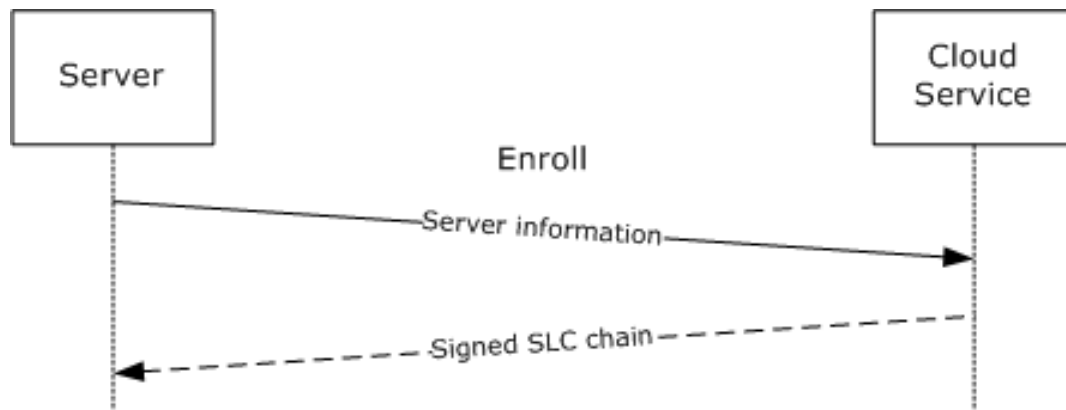 Server
Cloud
Service
Enroll
Server information
Signed SLC chain